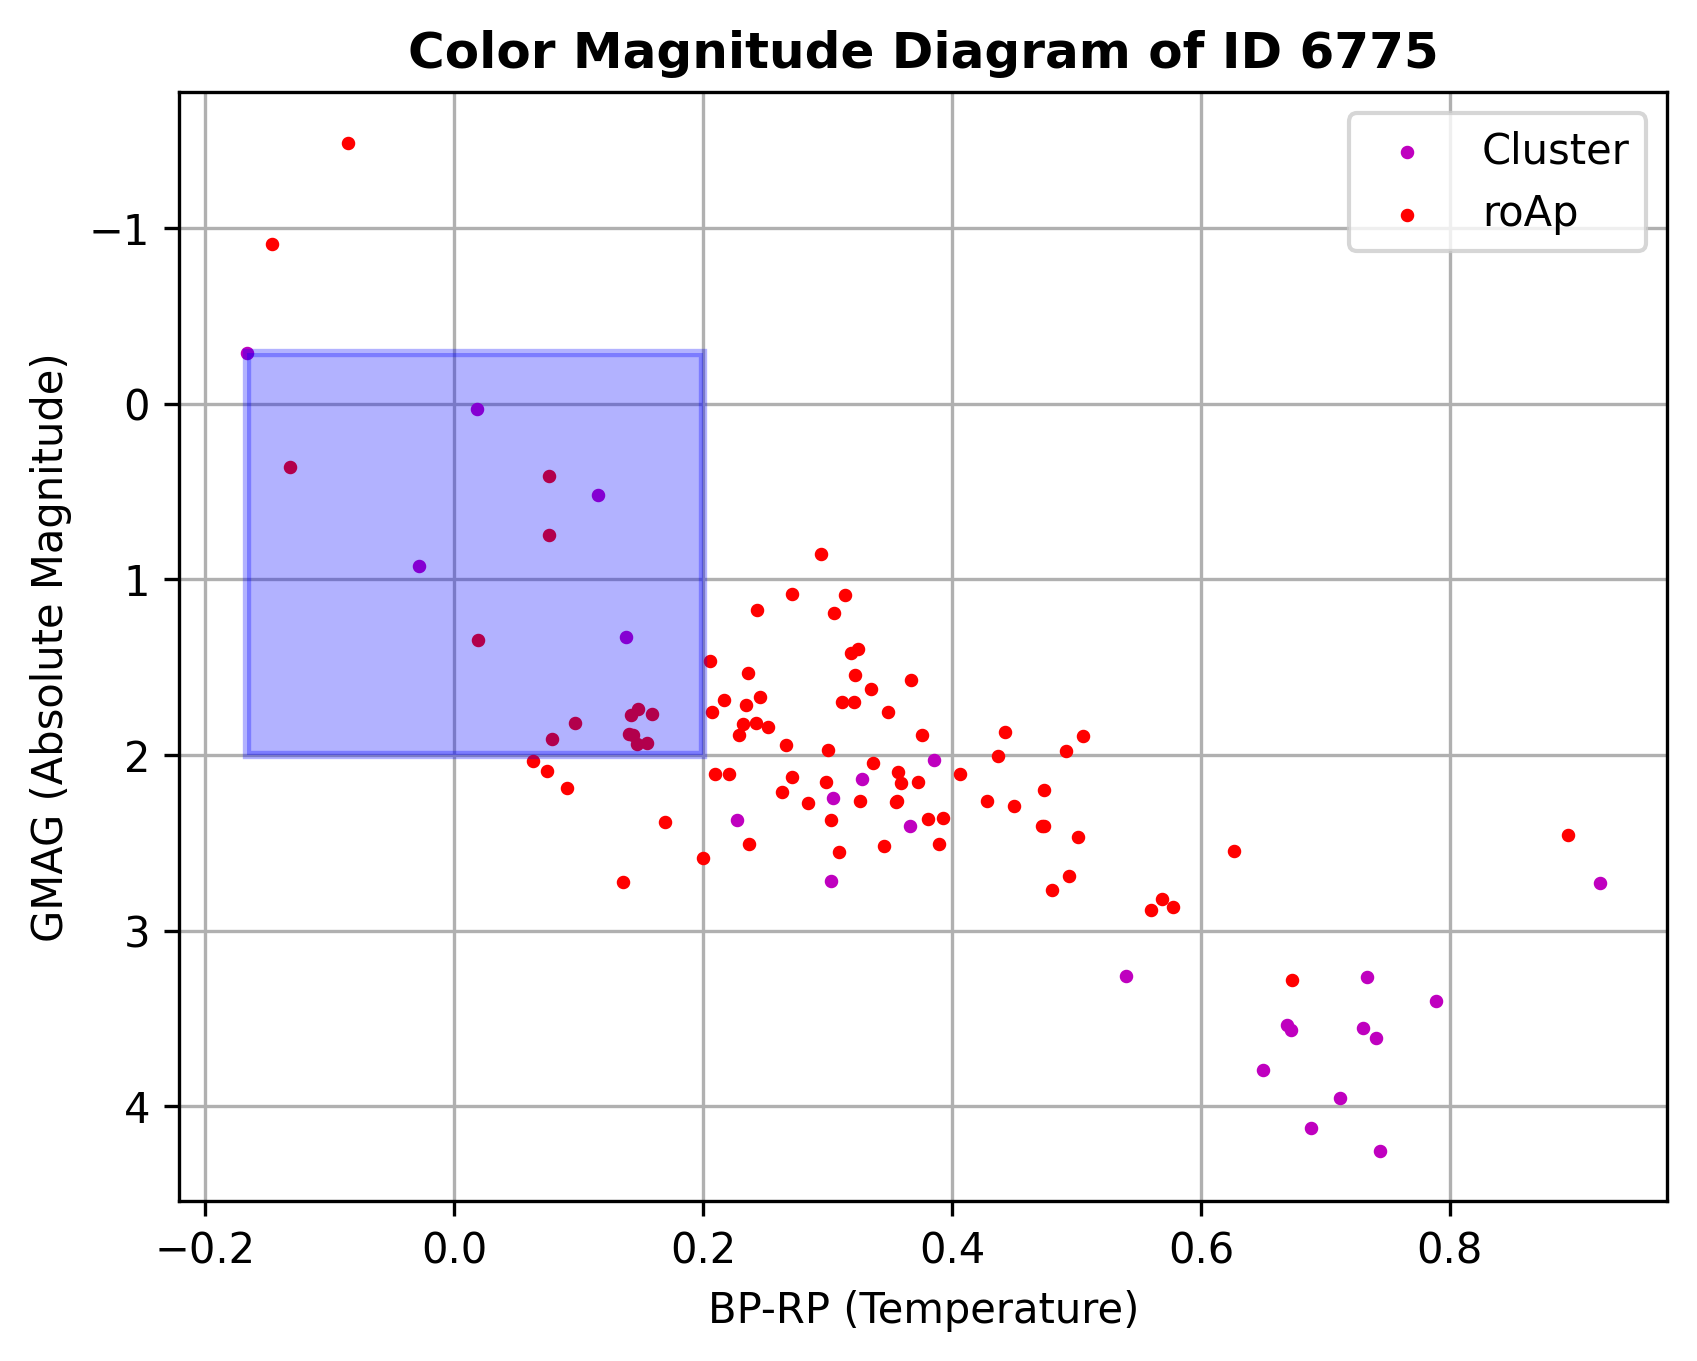 Color Magnitude Diagram of ID 6775
Cluster
roAp
GMAG (Absolute Magnitude)
−1
0
1
2
3
4
−0.2 0.0 0.2 0.4 0.6 0.8
BP-RP (Temperature)